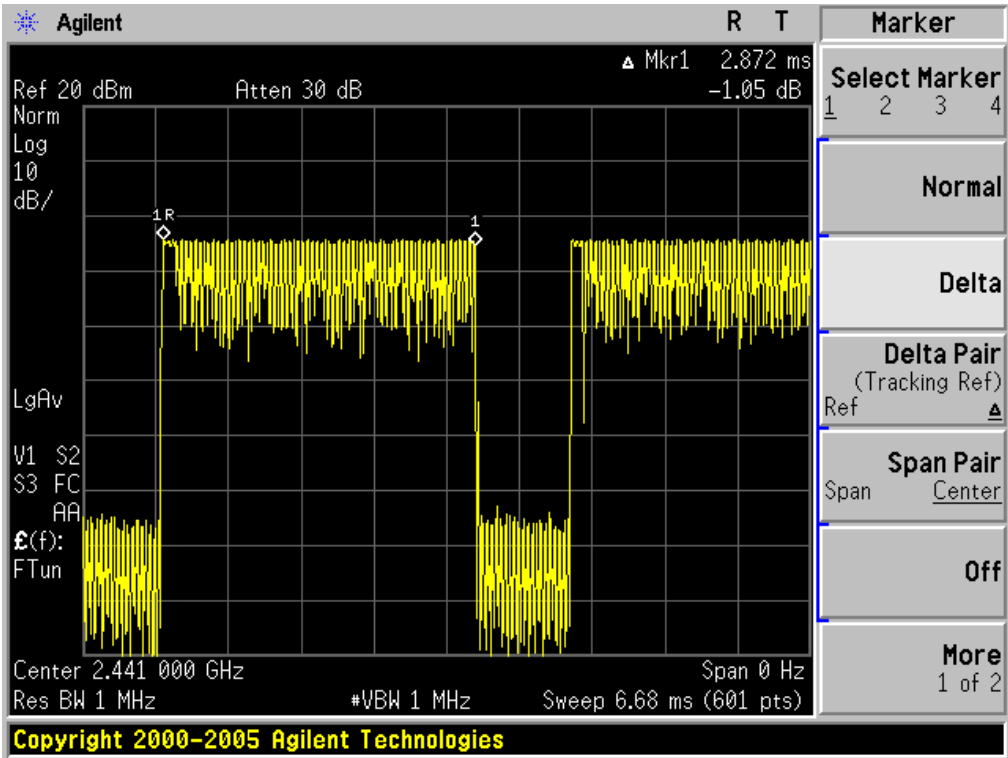 Agilent R T Marker
▵ Mkr1 2.872 ms
Ref 20 dBm Atten 30 dB -1.05 dB
Norm
Log
10
dB/
1R
1
LgAv
V1 S2
S3 FC
AA
£(f):
FTun
Center 2.441 000 GHz Span 0 Hz
Res BW 1 MHz #VBW 1 MHz Sweep 6.68 ms (601 pts)
Copyright 2000-2005 Agilent Technologies
Select Marker
1 2 3 4
Normal
Delta
Delta Pair
(Tracking Ref)
Ref ▵
Span Pair
Span Center
Off
More
1 of 2